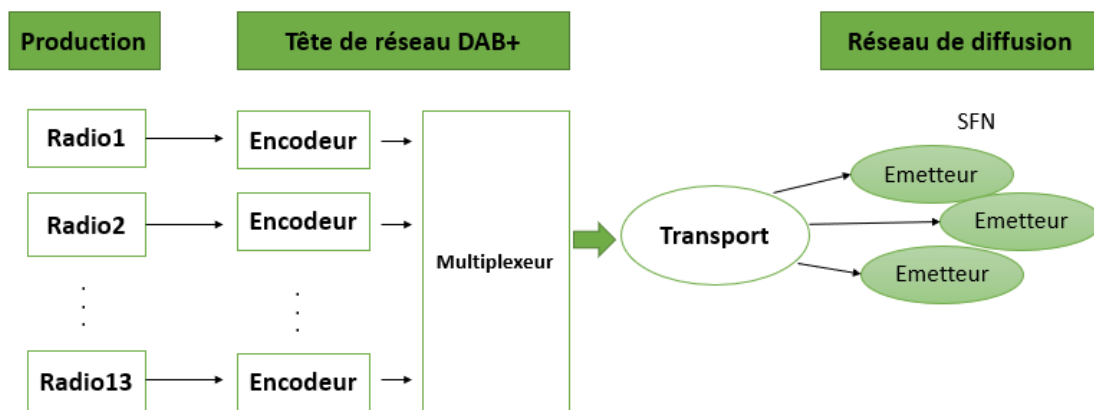 Production
Tête de réseau DAB+
Réseau de diffusion
SFN
Radio1
Encodeur
Emetteur
Radio2
Encodeur
Transport
Emetteur
Multiplexeur
Emetteur
Radio13
Encodeur